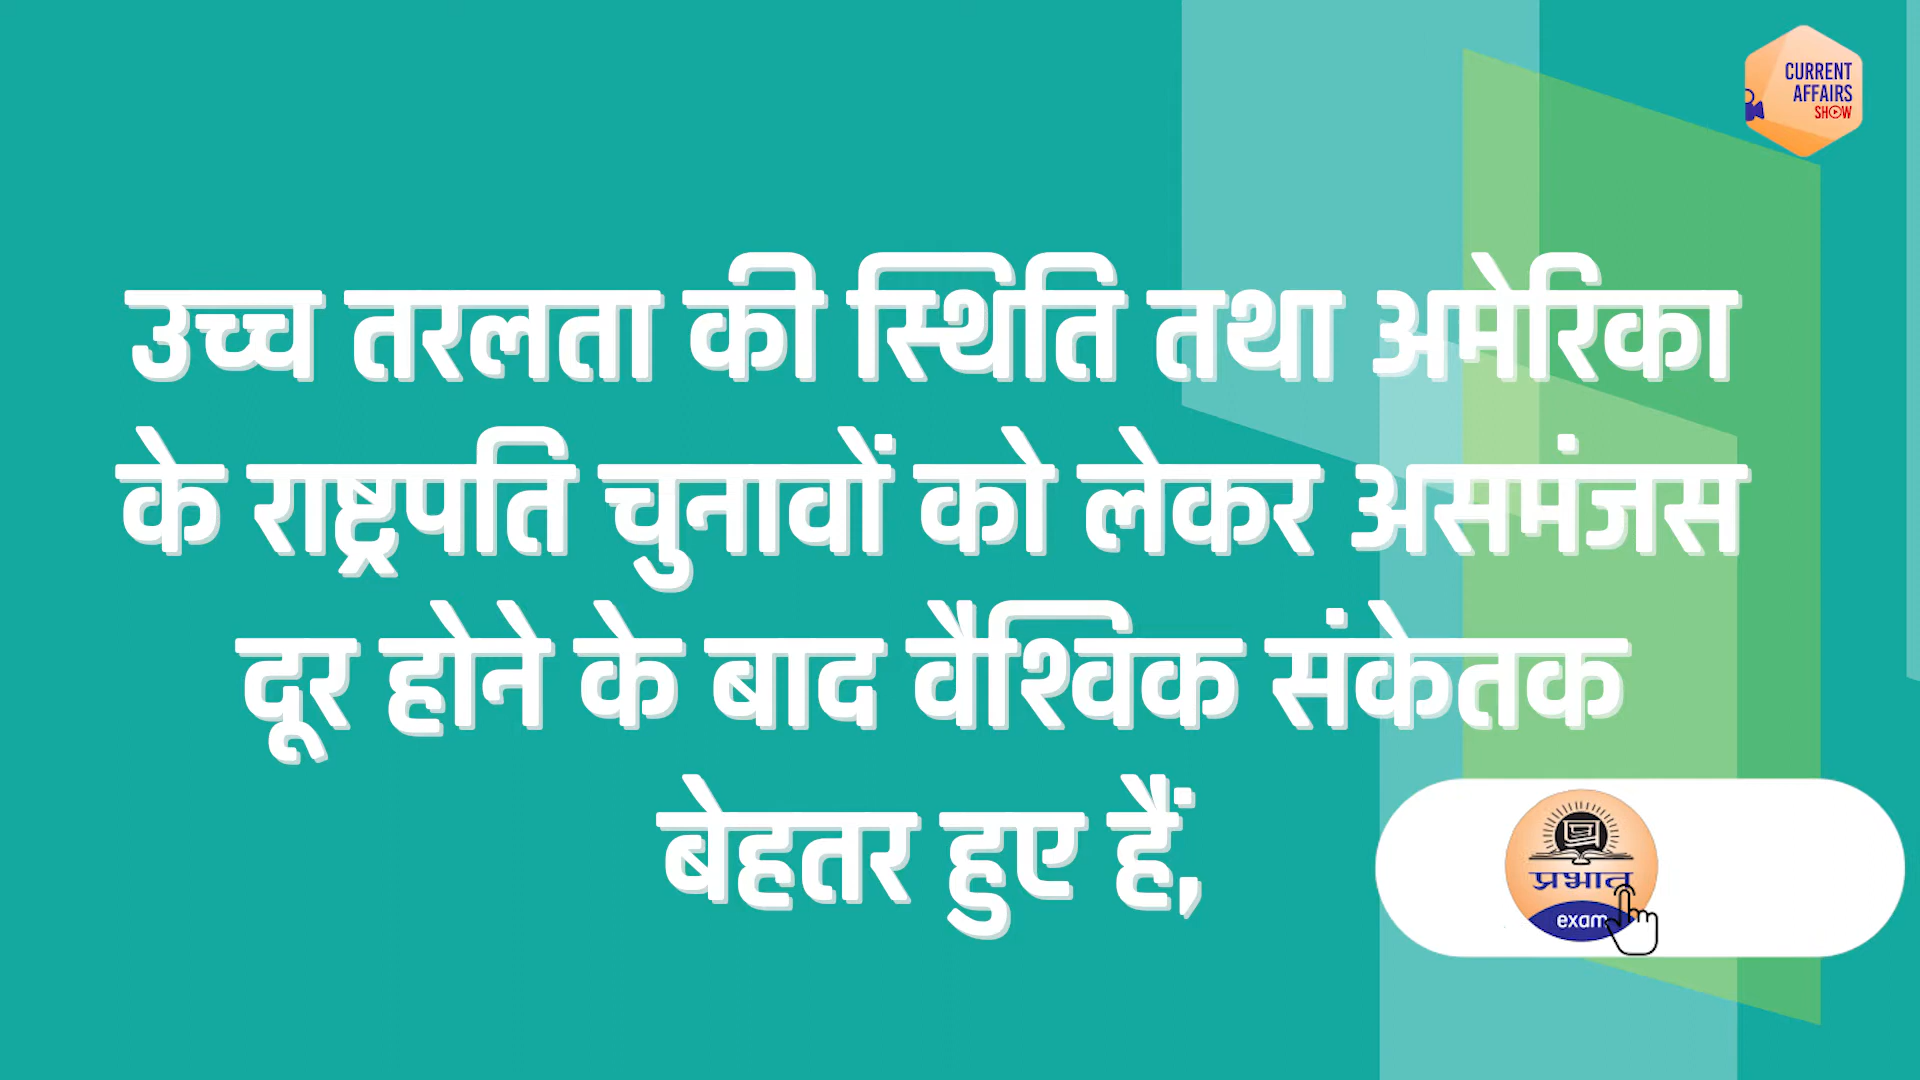 CURRENT
AFFAIRS
SHOW
उच्च तरलता की स्थिति तथा अमेरिका
के राष्ट्रपति चुनावों को लेकर असमंजस
दूर होने के बाद वैश्विक संकेतक
बेहतर हुए हैं,
प्रभात
exam